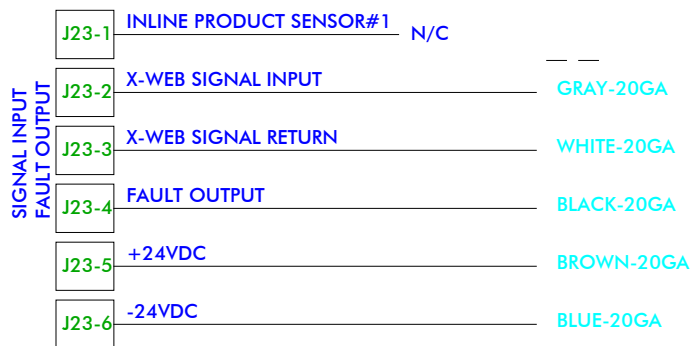 SIGNAL INPUT
FAULT OUTPUT
J23-1 INLINE PRODUCT SENSOR#1 N/C
J23-2 X-WEB SIGNAL INPUT GRAY-20GA
J23-3 X-WEB SIGNAL RETURN WHITE-20GA
J23-4 FAULT OUTPUT BLACK-20GA
J23-5 +24VDC BROWN-20GA
J23-6 -24VDC BLUE-20GA